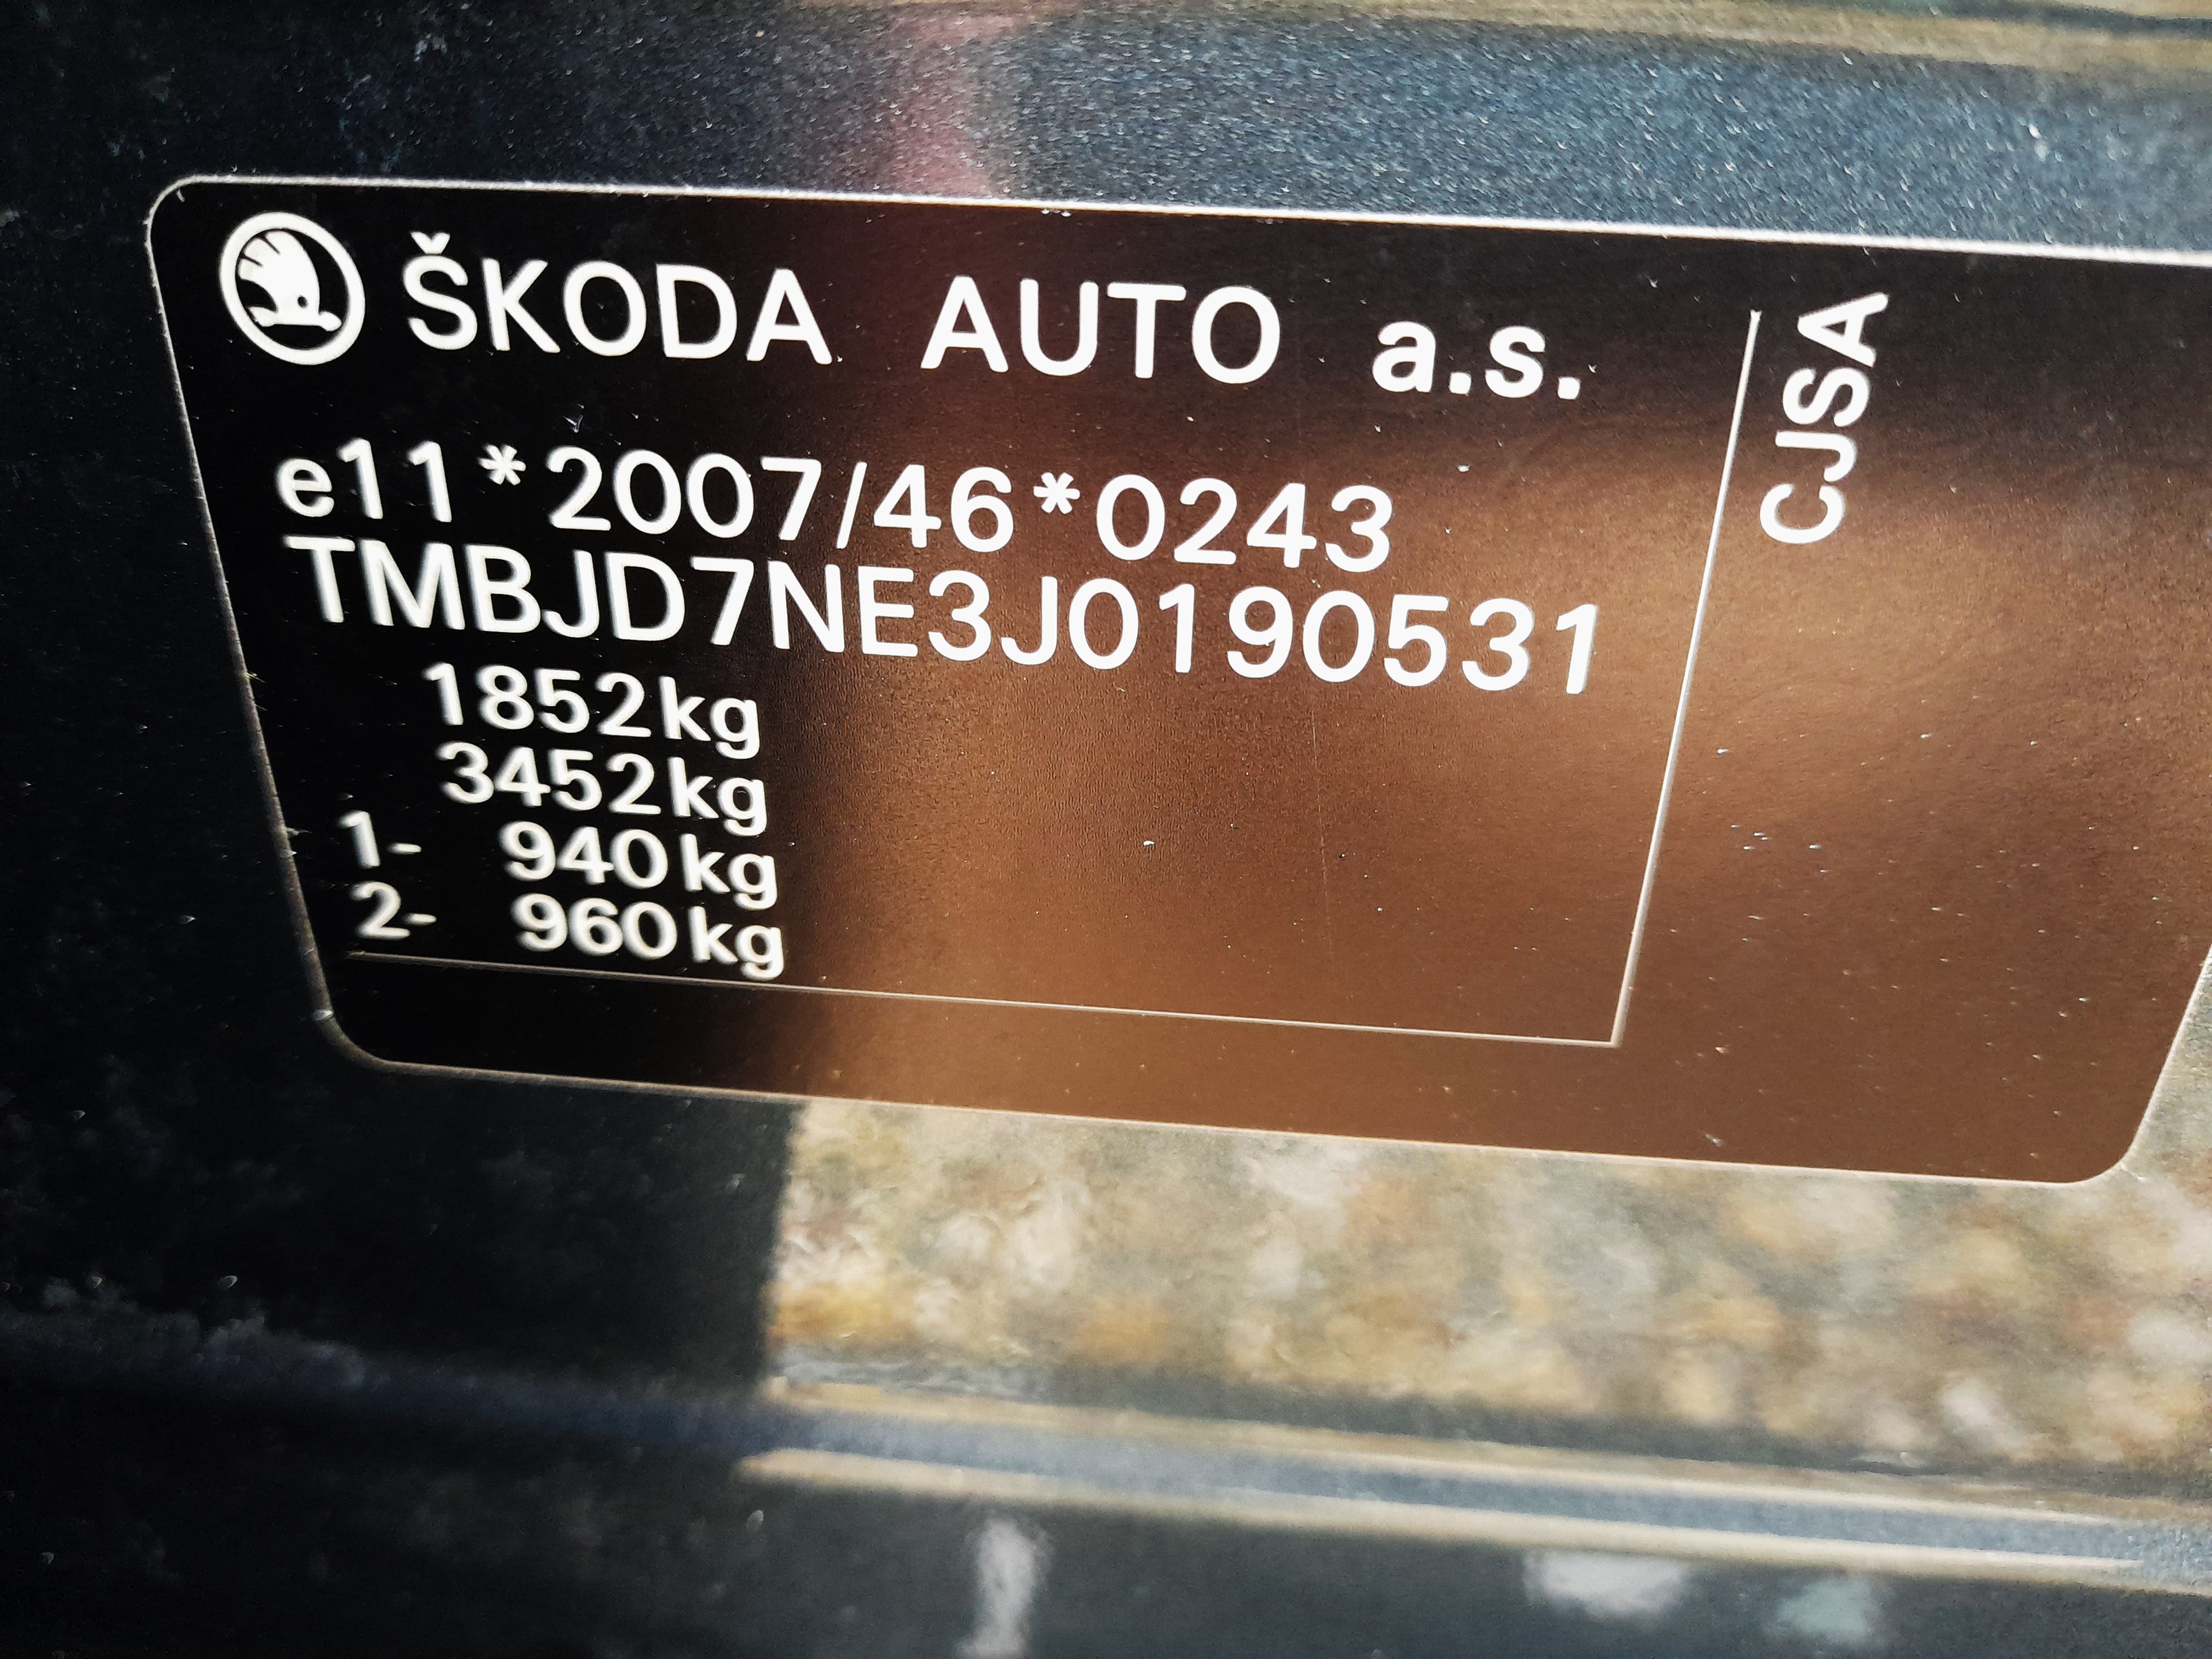 ŠKODA AUTO a.s.
e11*2007/46*0243
TMBJD7NE3J0190531
1852kg
3452kg
1- 940kg
2- 960kg
CJSA